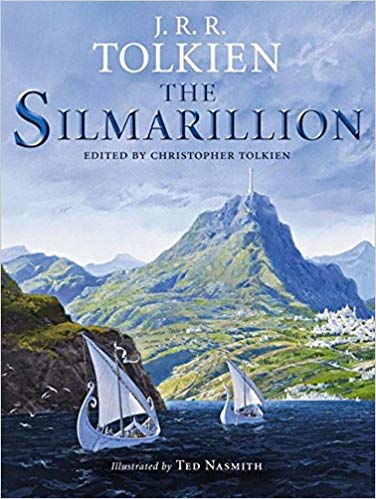 J. R. R.
TOLKIEN
THE
SILMARILLION
EDITED BY CHRISTOPHER TOLKIEN
Illustrated by TED NASMITH